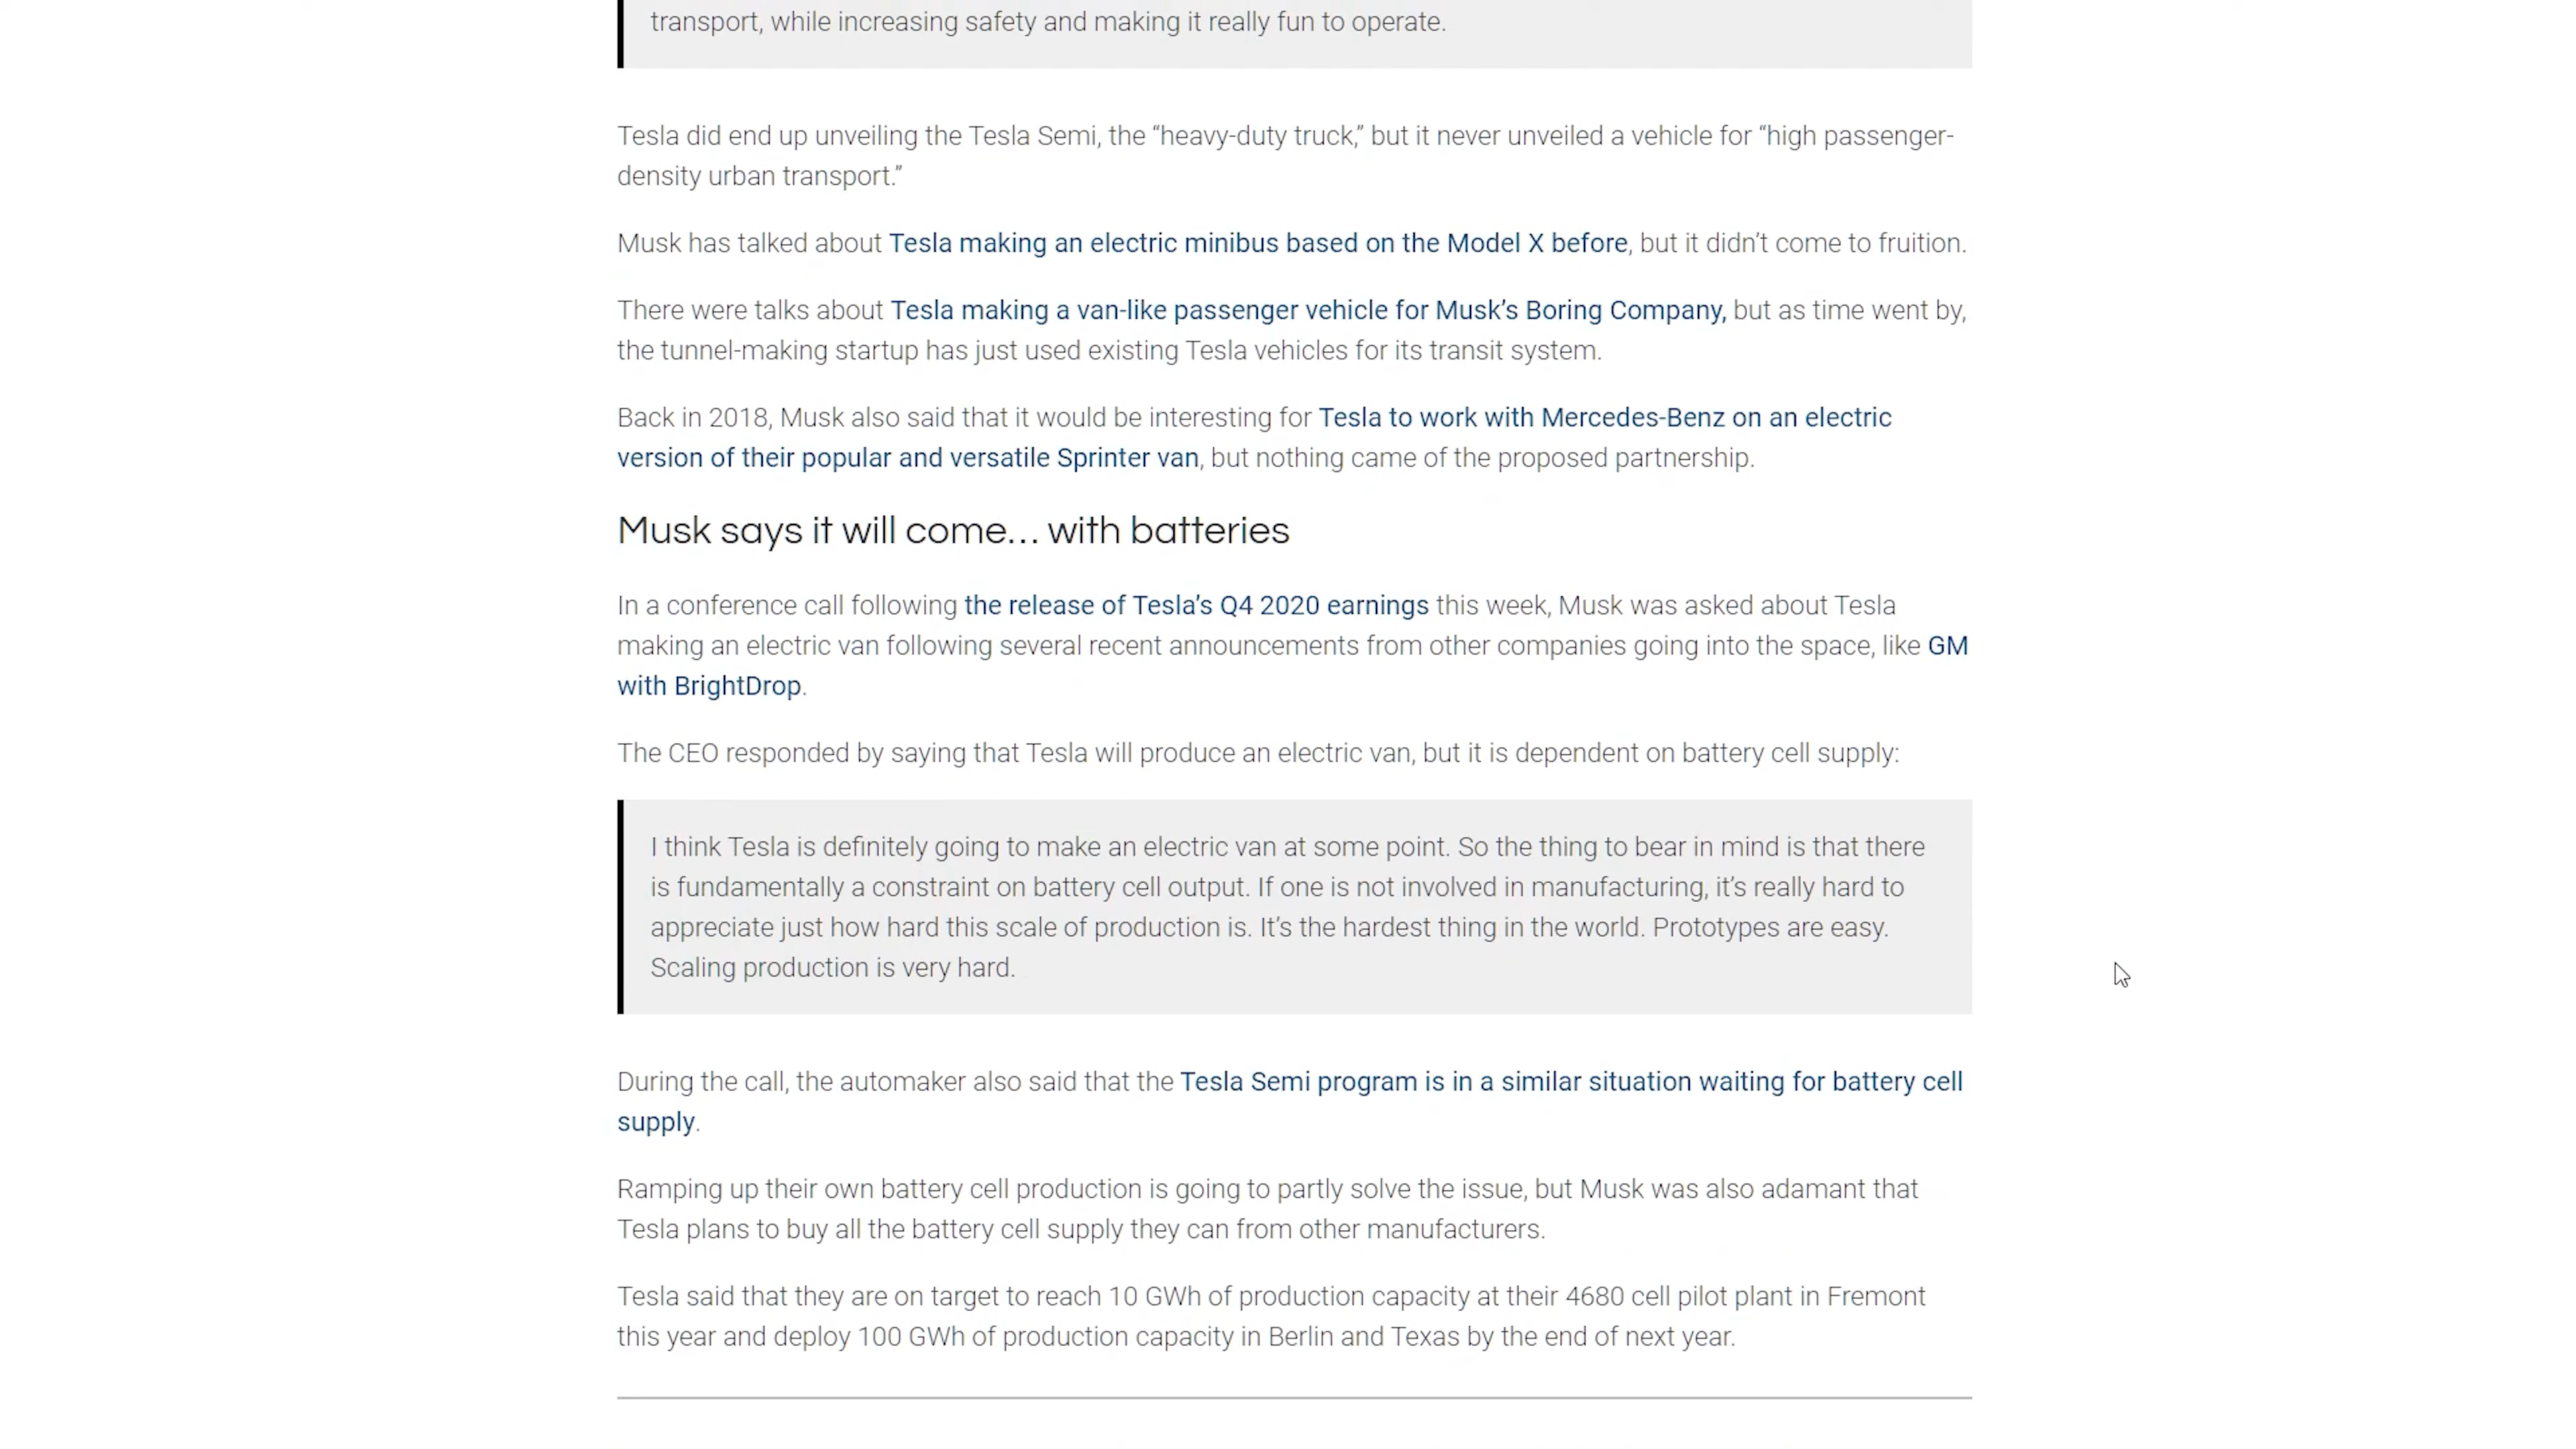 transport, while increasing safety and making it really fun to operate.
Tesla did end up unveiling the Tesla Semi, the “heavy-duty truck,” but it never unveiled a vehicle for “high passenger-
density urban transport.”
Musk has talked about Tesla making an electric minibus based on the Model X before, but it didn’t come to fruition.
There were talks about Tesla making a van-like passenger vehicle for Musk’s Boring Company, but as time went by,
the tunnel-making startup has just used existing Tesla vehicles for its transit system.
Back in 2018, Musk also said that it would be interesting for Tesla to work with Mercedes-Benz on an electric
version of their popular and versatile Sprinter van, but nothing came of the proposed partnership.
Musk says it will come… with batteries
In a conference call following the release of Tesla’s Q4 2020 earnings this week, Musk was asked about Tesla
making an electric van following several recent announcements from other companies going into the space, like GM
with BrightDrop.
The CEO responded by saying that Tesla will produce an electric van, but it is dependent on battery cell supply:
I think Tesla is definitely going to make an electric van at some point. So the thing to bear in mind is that there
is fundamentally a constraint on battery cell output. If one is not involved in manufacturing, it’s really hard to
appreciate just how hard this scale of production is. It’s the hardest thing in the world. Prototypes are easy.
Scaling production is very hard.
During the call, the automaker also said that the Tesla Semi program is in a similar situation waiting for battery cell
supply.
Ramping up their own battery cell production is going to partly solve the issue, but Musk was also adamant that
Tesla plans to buy all the battery cell supply they can from other manufacturers.
Tesla said that they are on target to reach 10 GWh of production capacity at their 4680 cell pilot plant in Fremont
this year and deploy 100 GWh of production capacity in Berlin and Texas by the end of next year.